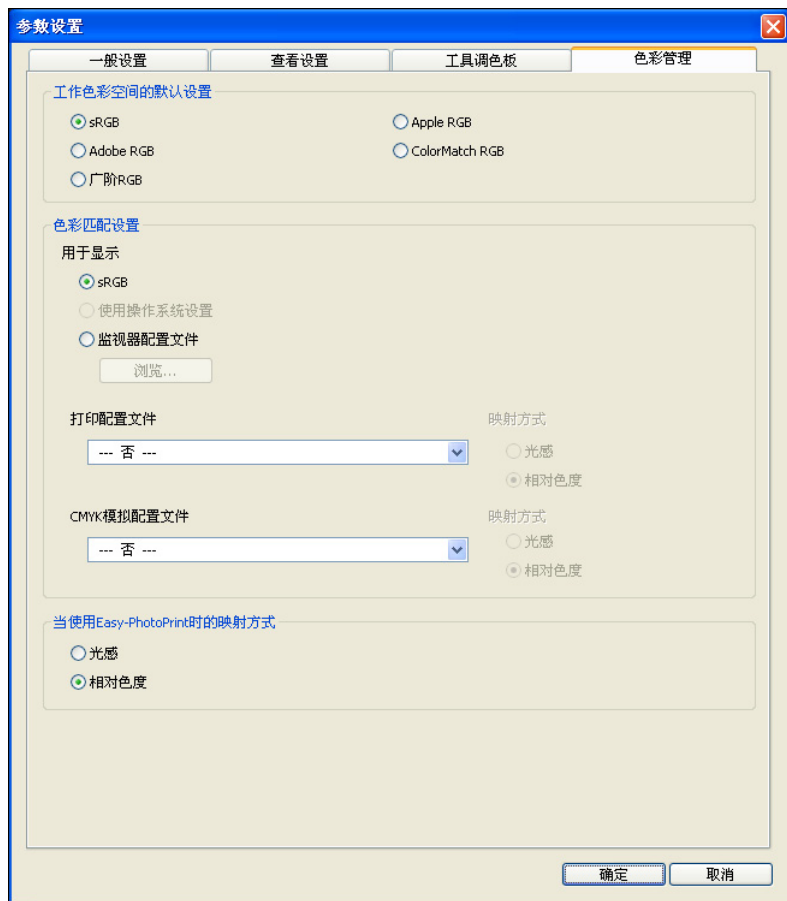 参数设置
一般设置 查看设置 工具调色板 色彩管理
工作色彩空间的默认设置
sRGB Apple RGB
Adobe RGB ColorMatch RGB
广阶RGB
色彩匹配设置
用于显示
sRGB
使用操作系统设置
监视器配置文件
浏览...
打印配置文件 映射方式
--- 否 --- 光感
相对色度
CMYK模拟配置文件 映射方式
--- 否 --- 光感
相对色度
当使用Easy-PhotoPrint时的映射方式
光感
相对色度
确定 取消